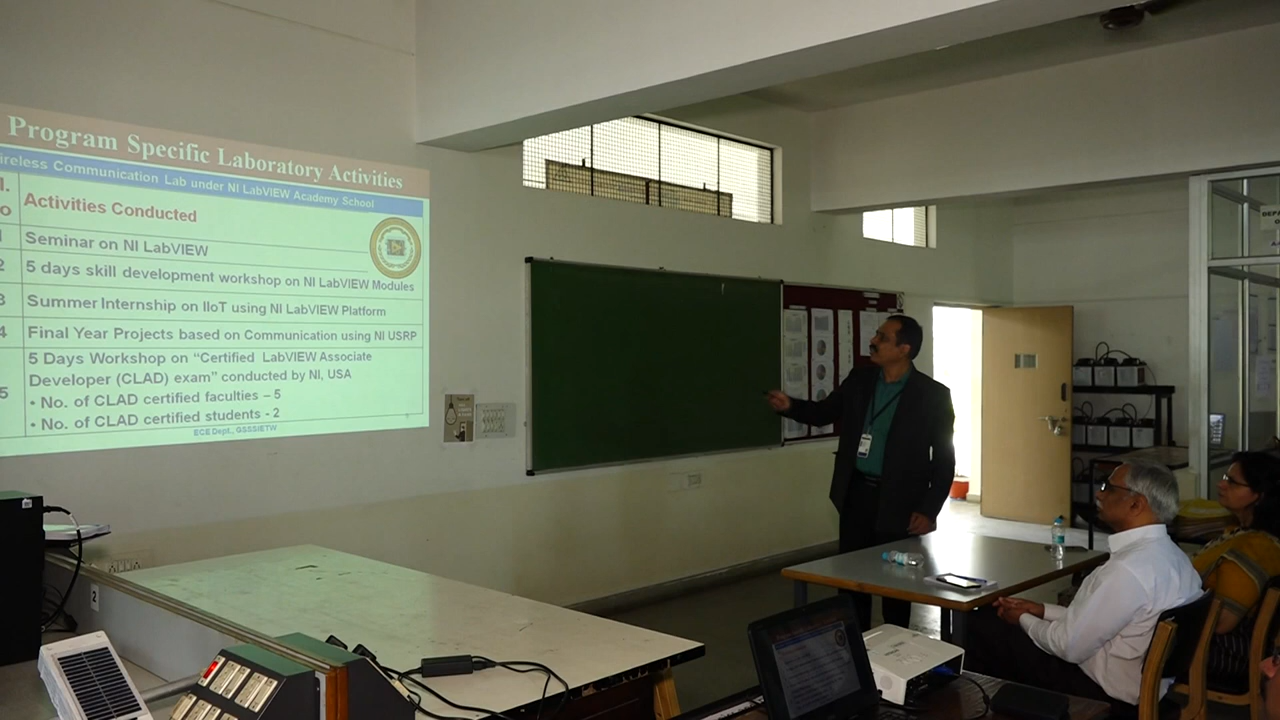 Program Specific Laboratory Activities
ireless Communication Lab under NI LabVIEW Academy School
l.
o
Activities Conducted
1 Seminar on NI LabVIEW
2 5 days skill development workshop on NI LabVIEW Modules
3 Summer Internship on IIoT using NI LabVIEW Platform
4 Final Year Projects based on Communication using NI USRP
5 5 Days Workshop on “Certified LabVIEW Associate
Developer (CLAD) exam” conducted by NI, USA
• No. of CLAD certified faculties – 5
• No. of CLAD certified students - 2
ECE Dept., GSSSIETW
2